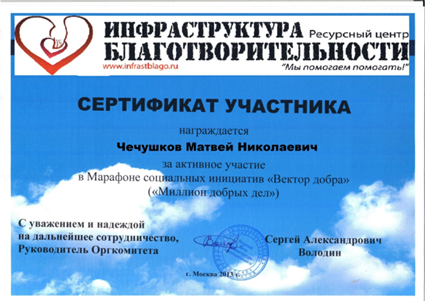 ИНФРАСТРУКТУРА Ресурсный центр
БЛАГОТВОРИТЕЛЬНОСТИ
www.infrastblago.ru "Мы помогаем помогать!"
СЕРТИФИКАТ УЧАСТНИКА
награждается
Чечушков Матвей Николаевич
за активное участие
в Марафоне социальных инициатив «Вектор добра»
(«Миллион добрых дел»)
С уважением и надеждой
на дальнейшее сотрудничество,
Руководитель Оргкомитета
Сергей Александрович
Володин
г. Москва 2013 г.